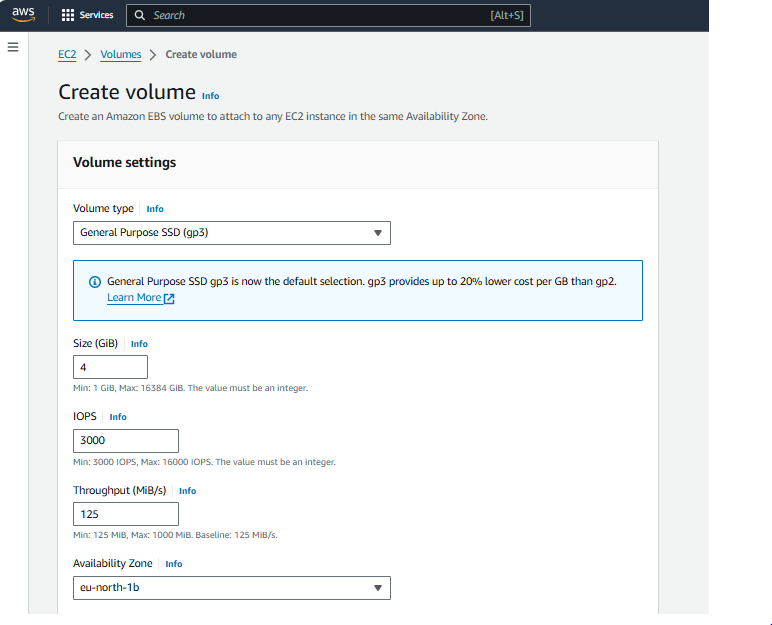 aws Services Search [Alt+S]
EC2 > Volumes > Create volume
Create volume Info
Create an Amazon EBS volume to attach to any EC2 instance in the same Availability Zone.
Volume settings
Volume type Info
General Purpose SSD (gp3)
General Purpose SSD gp3 is now the default selection. gp3 provides up to 20% lower cost per GB than gp2.
Learn More
Size (GiB) Info
4
Min: 1 GiB, Max: 16384 GiB. The value must be an integer.
IOPS Info
3000
Min: 3000 IOPS, Max: 16000 IOPS. The value must be an integer.
Throughput (MiB/s) Info
125
Min: 125 MiB, Max: 1000 MiB. Baseline: 125 MiB/s.
Availability Zone Info
eu-north-1b